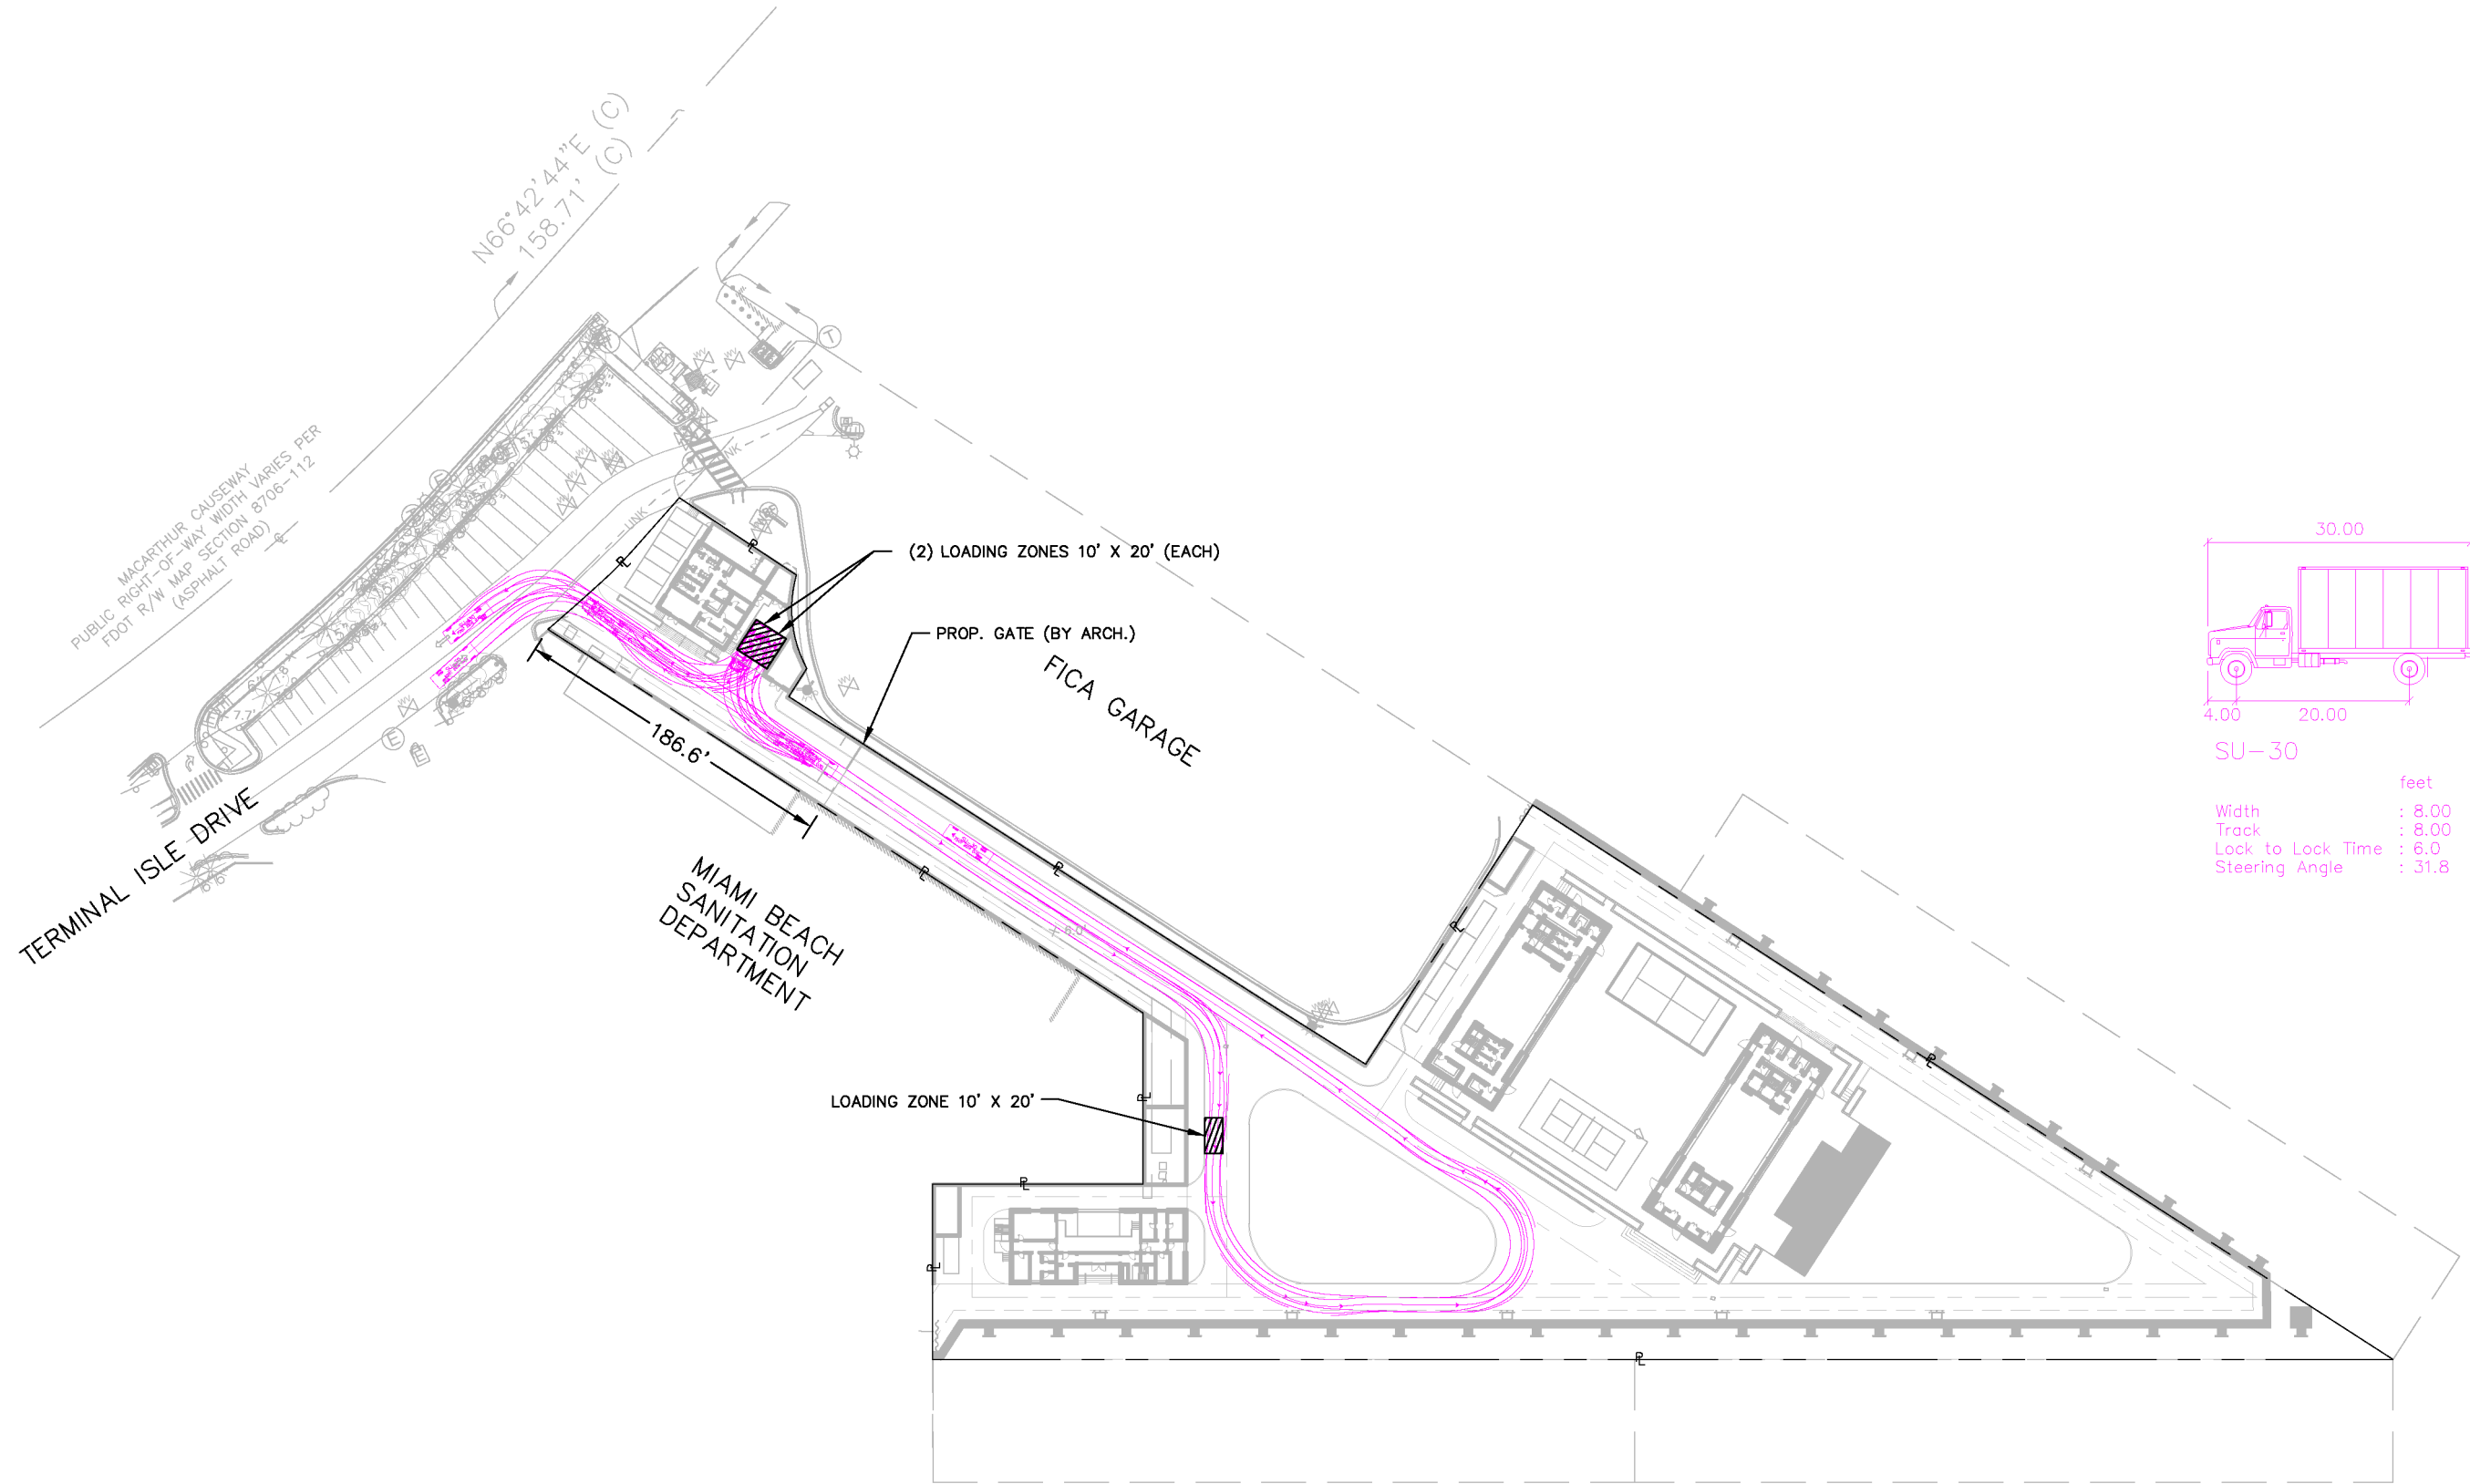 N66°42'44"E (C)
158.71' (C)
MACARTHUR CAUSEWAY
PUBLIC RIGHT-OF-WAY WIDTH VARIES PER
FDOT R/W MAP SECTION 8706-112
(ASPHALT ROAD)
(2) LOADING ZONES 10' X 20' (EACH)
PROP. GATE (BY ARCH.)
FICA GARAGE
186.6'
TERMINAL ISLE DRIVE
MIAMI BEACH
SANITATION
DEPARTMENT
LOADING ZONE 10' X 20'
30.00
4.00 20.00
SU-30
feet
Width : 8.00
Track : 8.00
Lock to Lock Time : 6.0
Steering Angle : 31.8